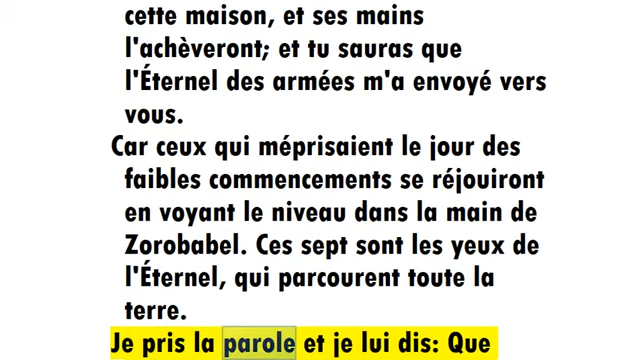 cette maison, et ses mains
l'achèveront; et tu sauras que
l'Éternel des armées m'a envoyé vers
vous.
Car ceux qui méprisaient le jour des
faibles commencements se réjouiront
en voyant le niveau dans la main de
Zorobabel. Ces sept sont les yeux de
l'Éternel, qui parcourent toute la
terre.
Je pris la parole et je lui dis: Que